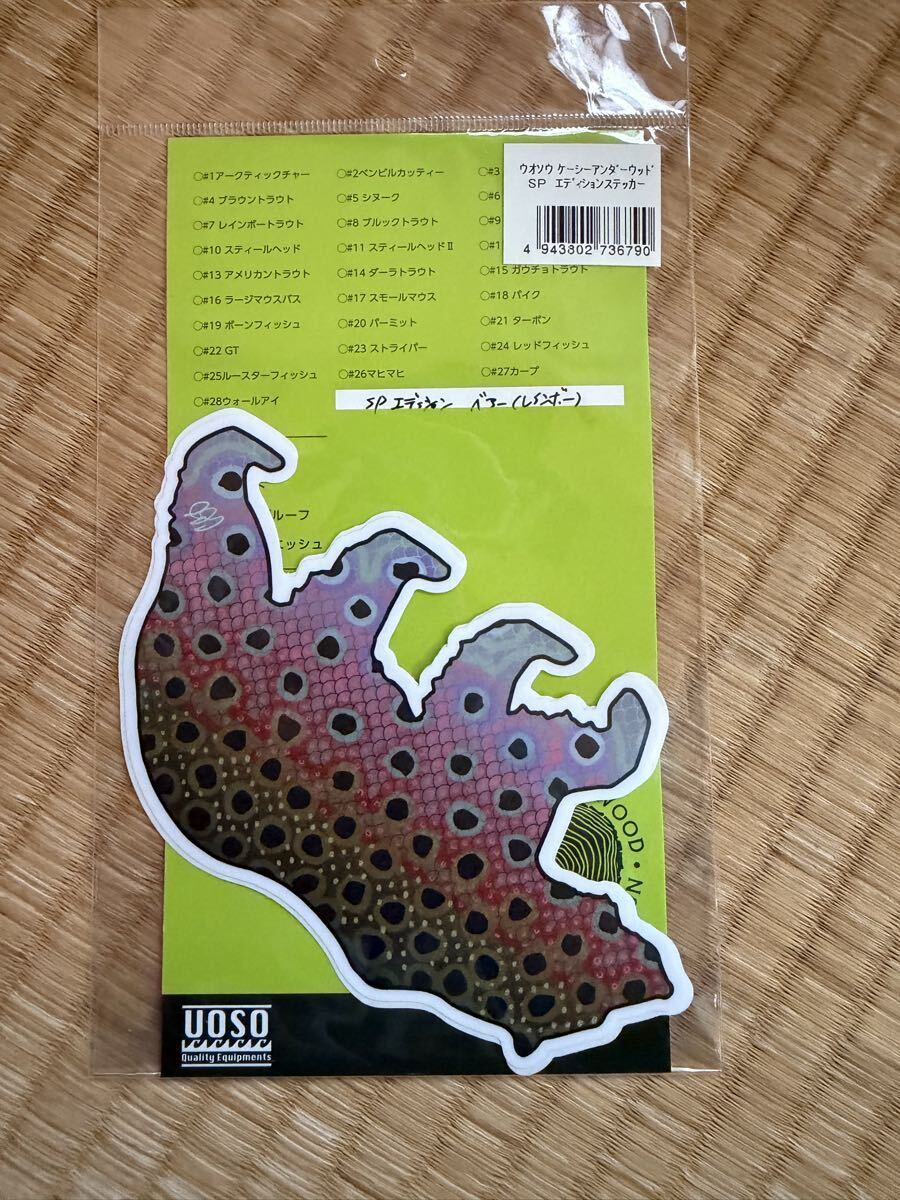 ウオソウ ケーシーアンダーウッド
SP エディションステッカー
4 943802 736790
○#1アークティックチャー ○#2ペンビルカッティー ○#3
○#4 ブラウントラウト ○#5 シヌーク ○#6
○#7 レインボートラウト ○#8 ブルックトラウト ○#9
○#10 スティールヘッド ○#11 スティールヘッドⅡ ○#1
○#13 アメリカントラウト ○#14 ダーラトラウト ○#15 ガウチョトラウト
○#16 ラージマウスバス ○#17 スモールマウス ○#18 パイク
○#19 ボーンフィッシュ ○#20 パーミット ○#21 ターポン
○#22 GT ○#23 ストライパー ○#24 レッドフィッシュ
○#25ルースターフィッシュ ○#26マヒマヒ ○#27カープ
○#28ウォールアイ
SP エディション ベアー(レインボー)
ルーフ
ニッシュ
WOOD • N
UOSO
Quality Equipments